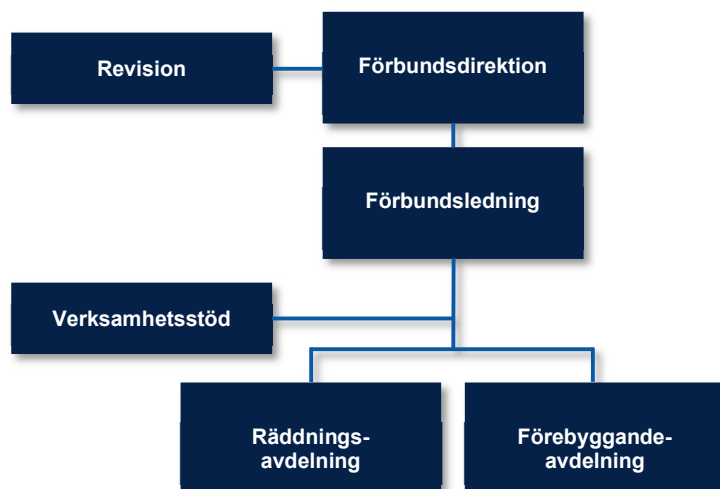 Revision
Förbundsdirektion
Förbundsledning
Verksamhetsstöd
Räddnings-
avdelning
Förebyggande-
avdelning